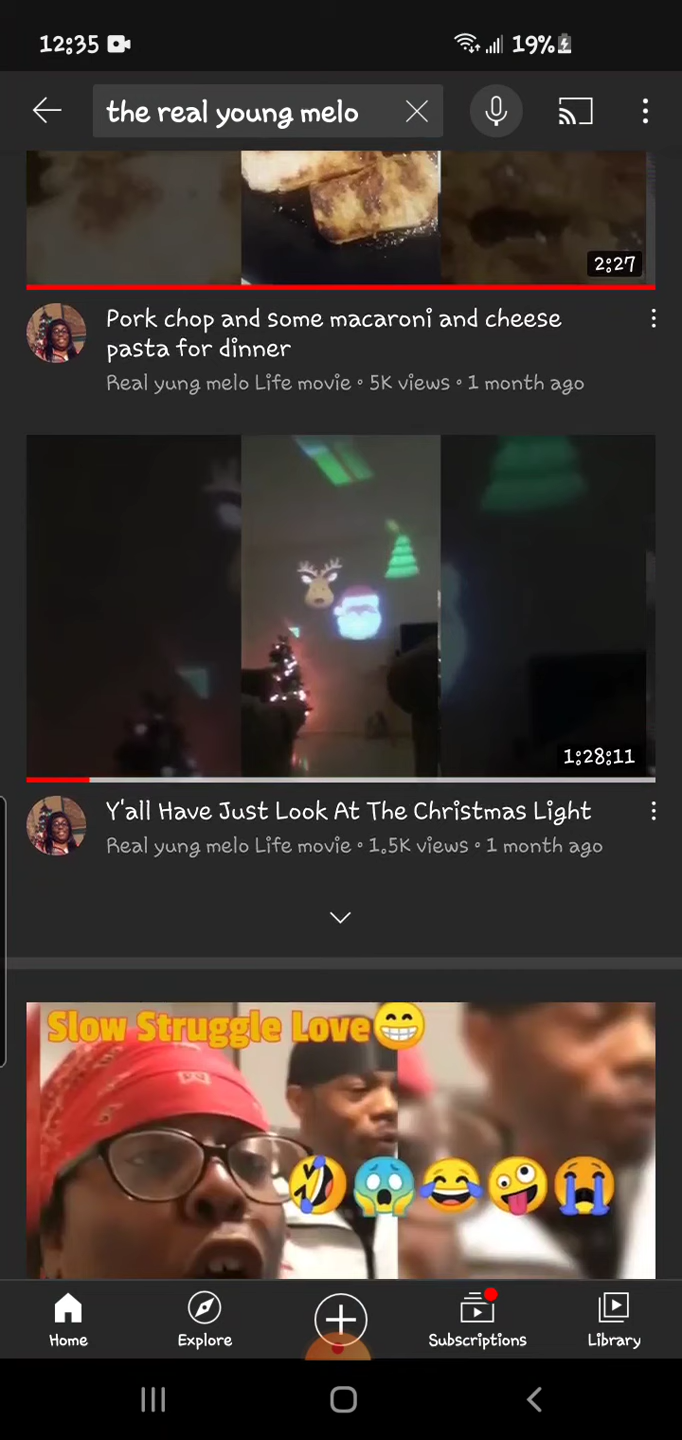 12:35
19%
the real young melo
2:27
Pork chop and some macaroni and cheese
pasta for dinner
Real yung melo Life movie • 5K views • 1 month ago
1:28:11
Y'all Have Just Look At The Christmas Light
Real yung melo Life movie • 1.5K views • 1 month ago
Slow Struggle Love😁
🤣😱😂🤪😭
Home
Explore
Subscriptions
Library